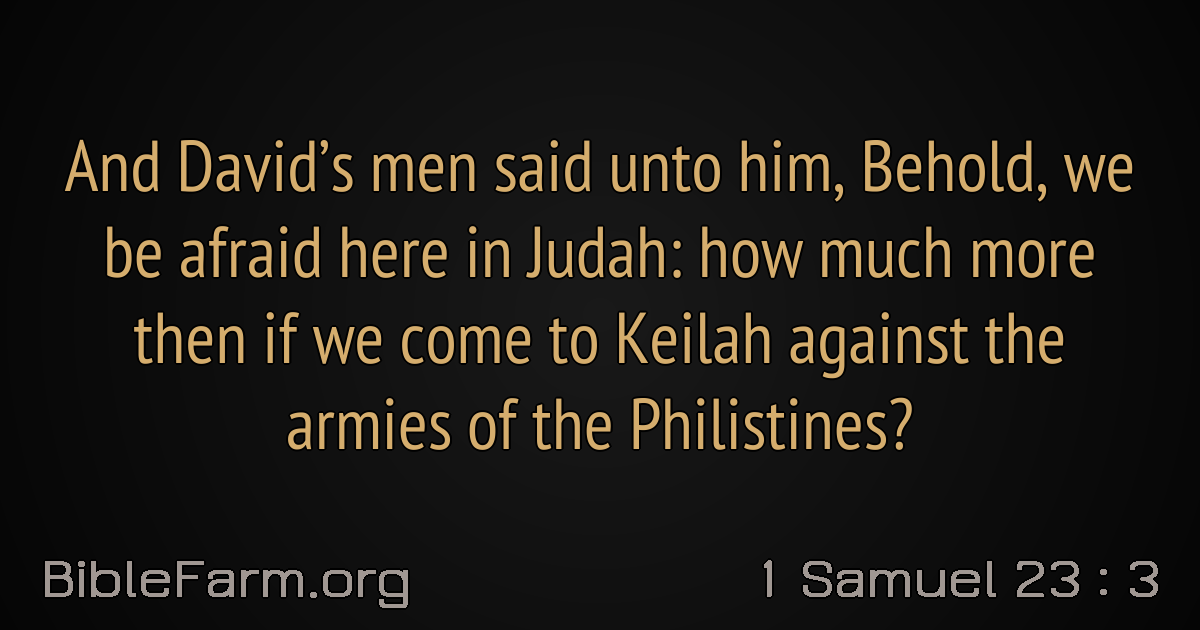 And David’s men said unto him, Behold, we
be afraid here in Judah: how much more
then if we come to Keilah against the
armies of the Philistines?
BibleFarm.org
1 Samuel 23 : 3